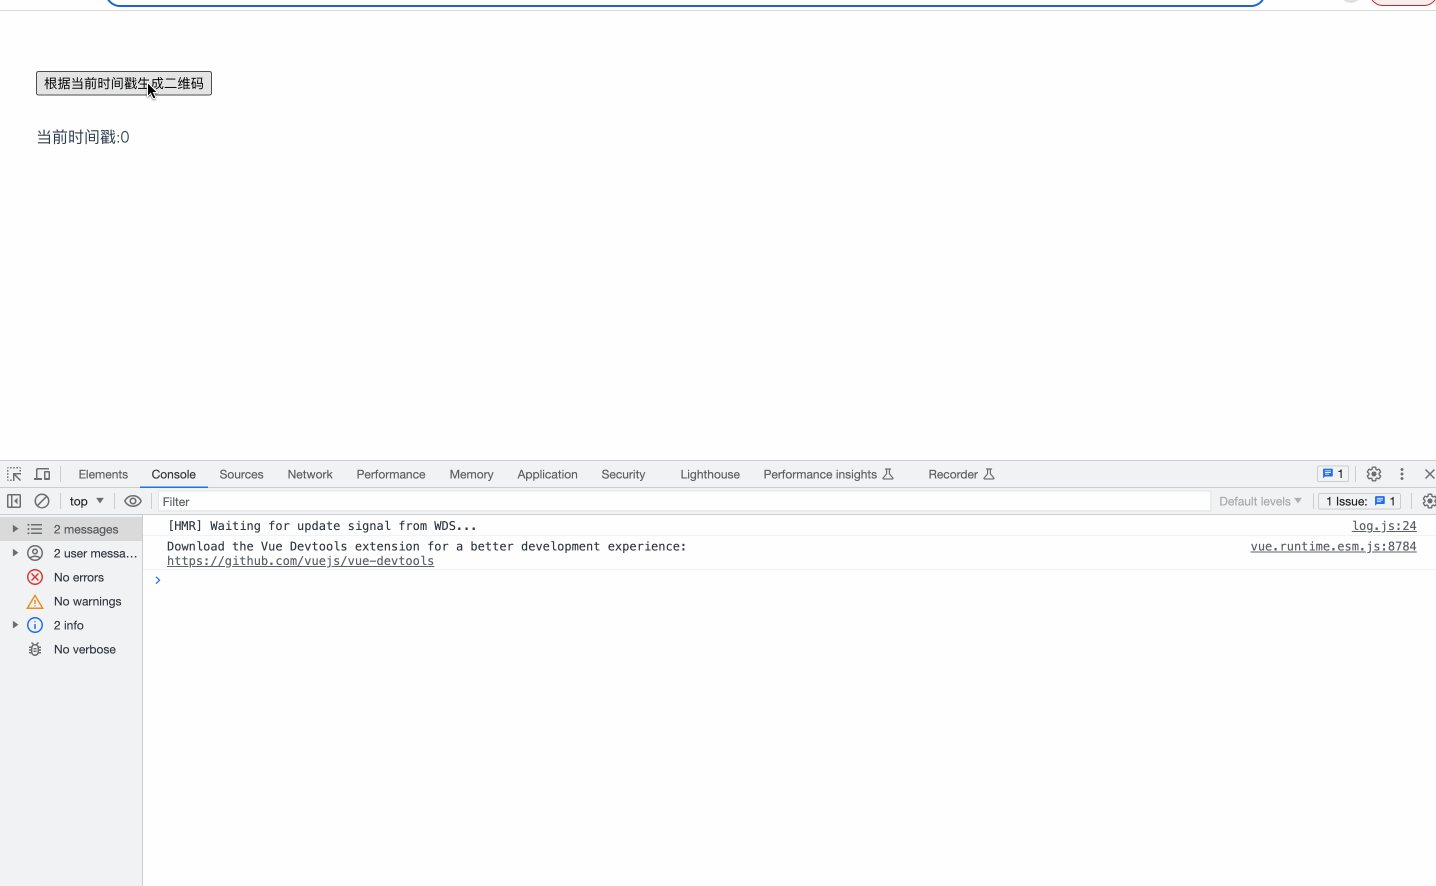 根据当前时间戳生成二维码
当前时间戳:0
Elements Console Sources Network Performance Memory Application Security Lighthouse Performance insights Recorder 1
top Filter Default levels 1 Issue: 1
2 messages
2 user messa...
No errors
No warnings
2 info
No verbose
[HMR] Waiting for update signal from WDS... log.js:24
Download the Vue Devtools extension for a better development experience: vue.runtime.esm.js:8784
https://github.com/vuejs/vue-devtools